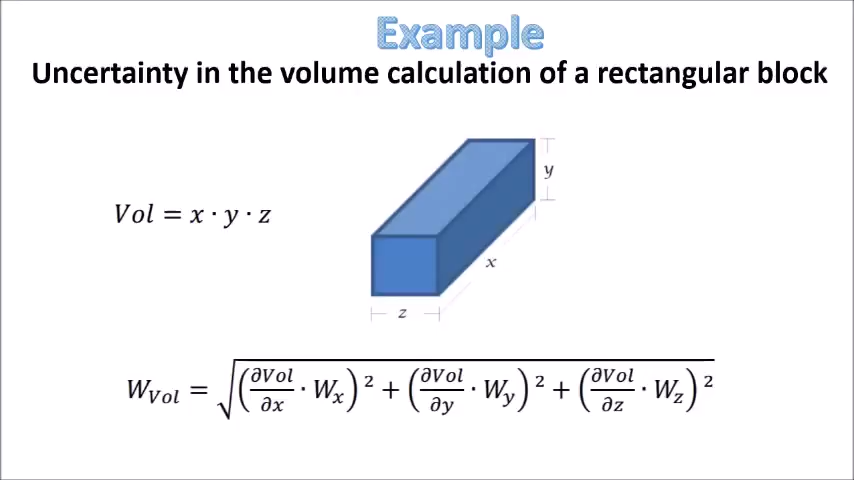 Example
Uncertainty in the volume calculation of a rectangular block
y
Vol = x · y · z
x
z
W_Vol = √((∂Vol/∂x · W_x)² + (∂Vol/∂y · W_y)² + (∂Vol/∂z · W_z)²)